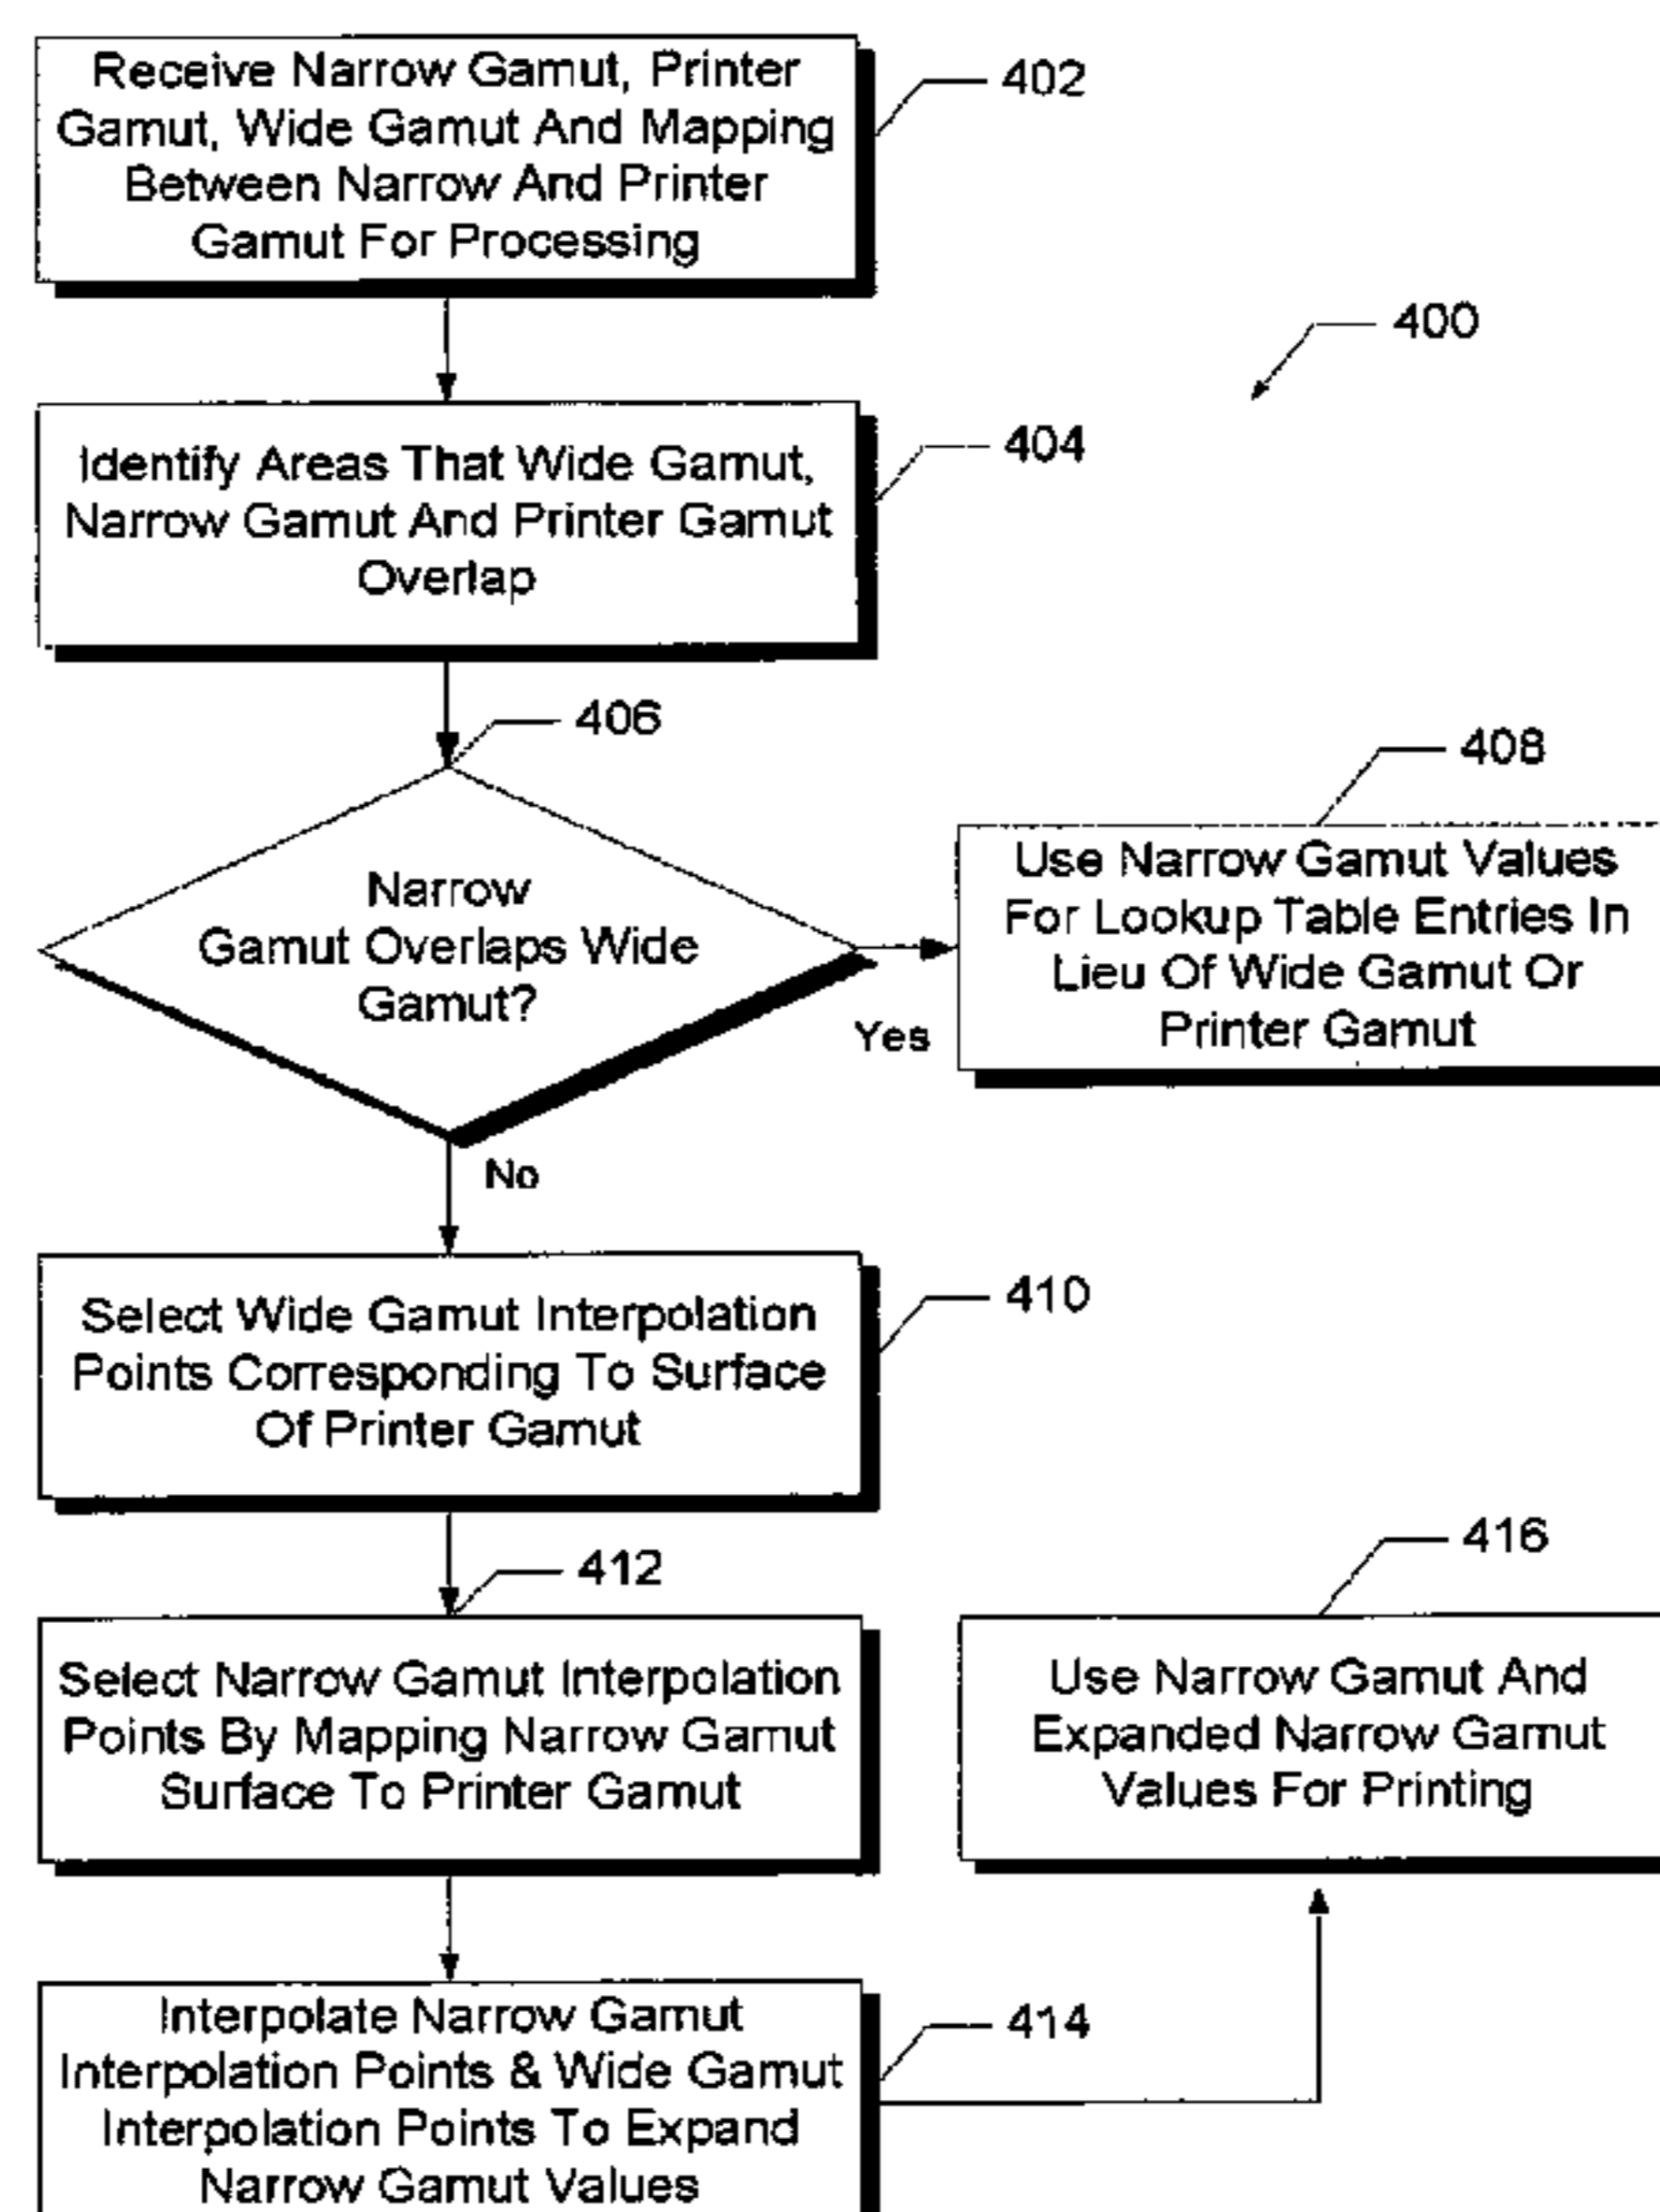 Receive Narrow Gamut, Printer
Gamut, Wide Gamut And Mapping
Between Narrow And Printer
Gamut For Processing
402
400
Identify Areas That Wide Gamut,
Narrow Gamut And Printer Gamut
Overlap
404
406
Narrow
Gamut Overlaps Wide
Gamut?
Yes
No
408
Use Narrow Gamut Values
For Lookup Table Entries In
Lieu Of Wide Gamut Or
Printer Gamut
Select Wide Gamut Interpolation
Points Corresponding To Surface
Of Printer Gamut
410
412
Select Narrow Gamut Interpolation
Points By Mapping Narrow Gamut
Surface To Printer Gamut
416
Use Narrow Gamut And
Expanded Narrow Gamut
Values For Printing
Interpolate Narrow Gamut
Interpolation Points & Wide Gamut
Interpolation Points To Expand
Narrow Gamut Values
414